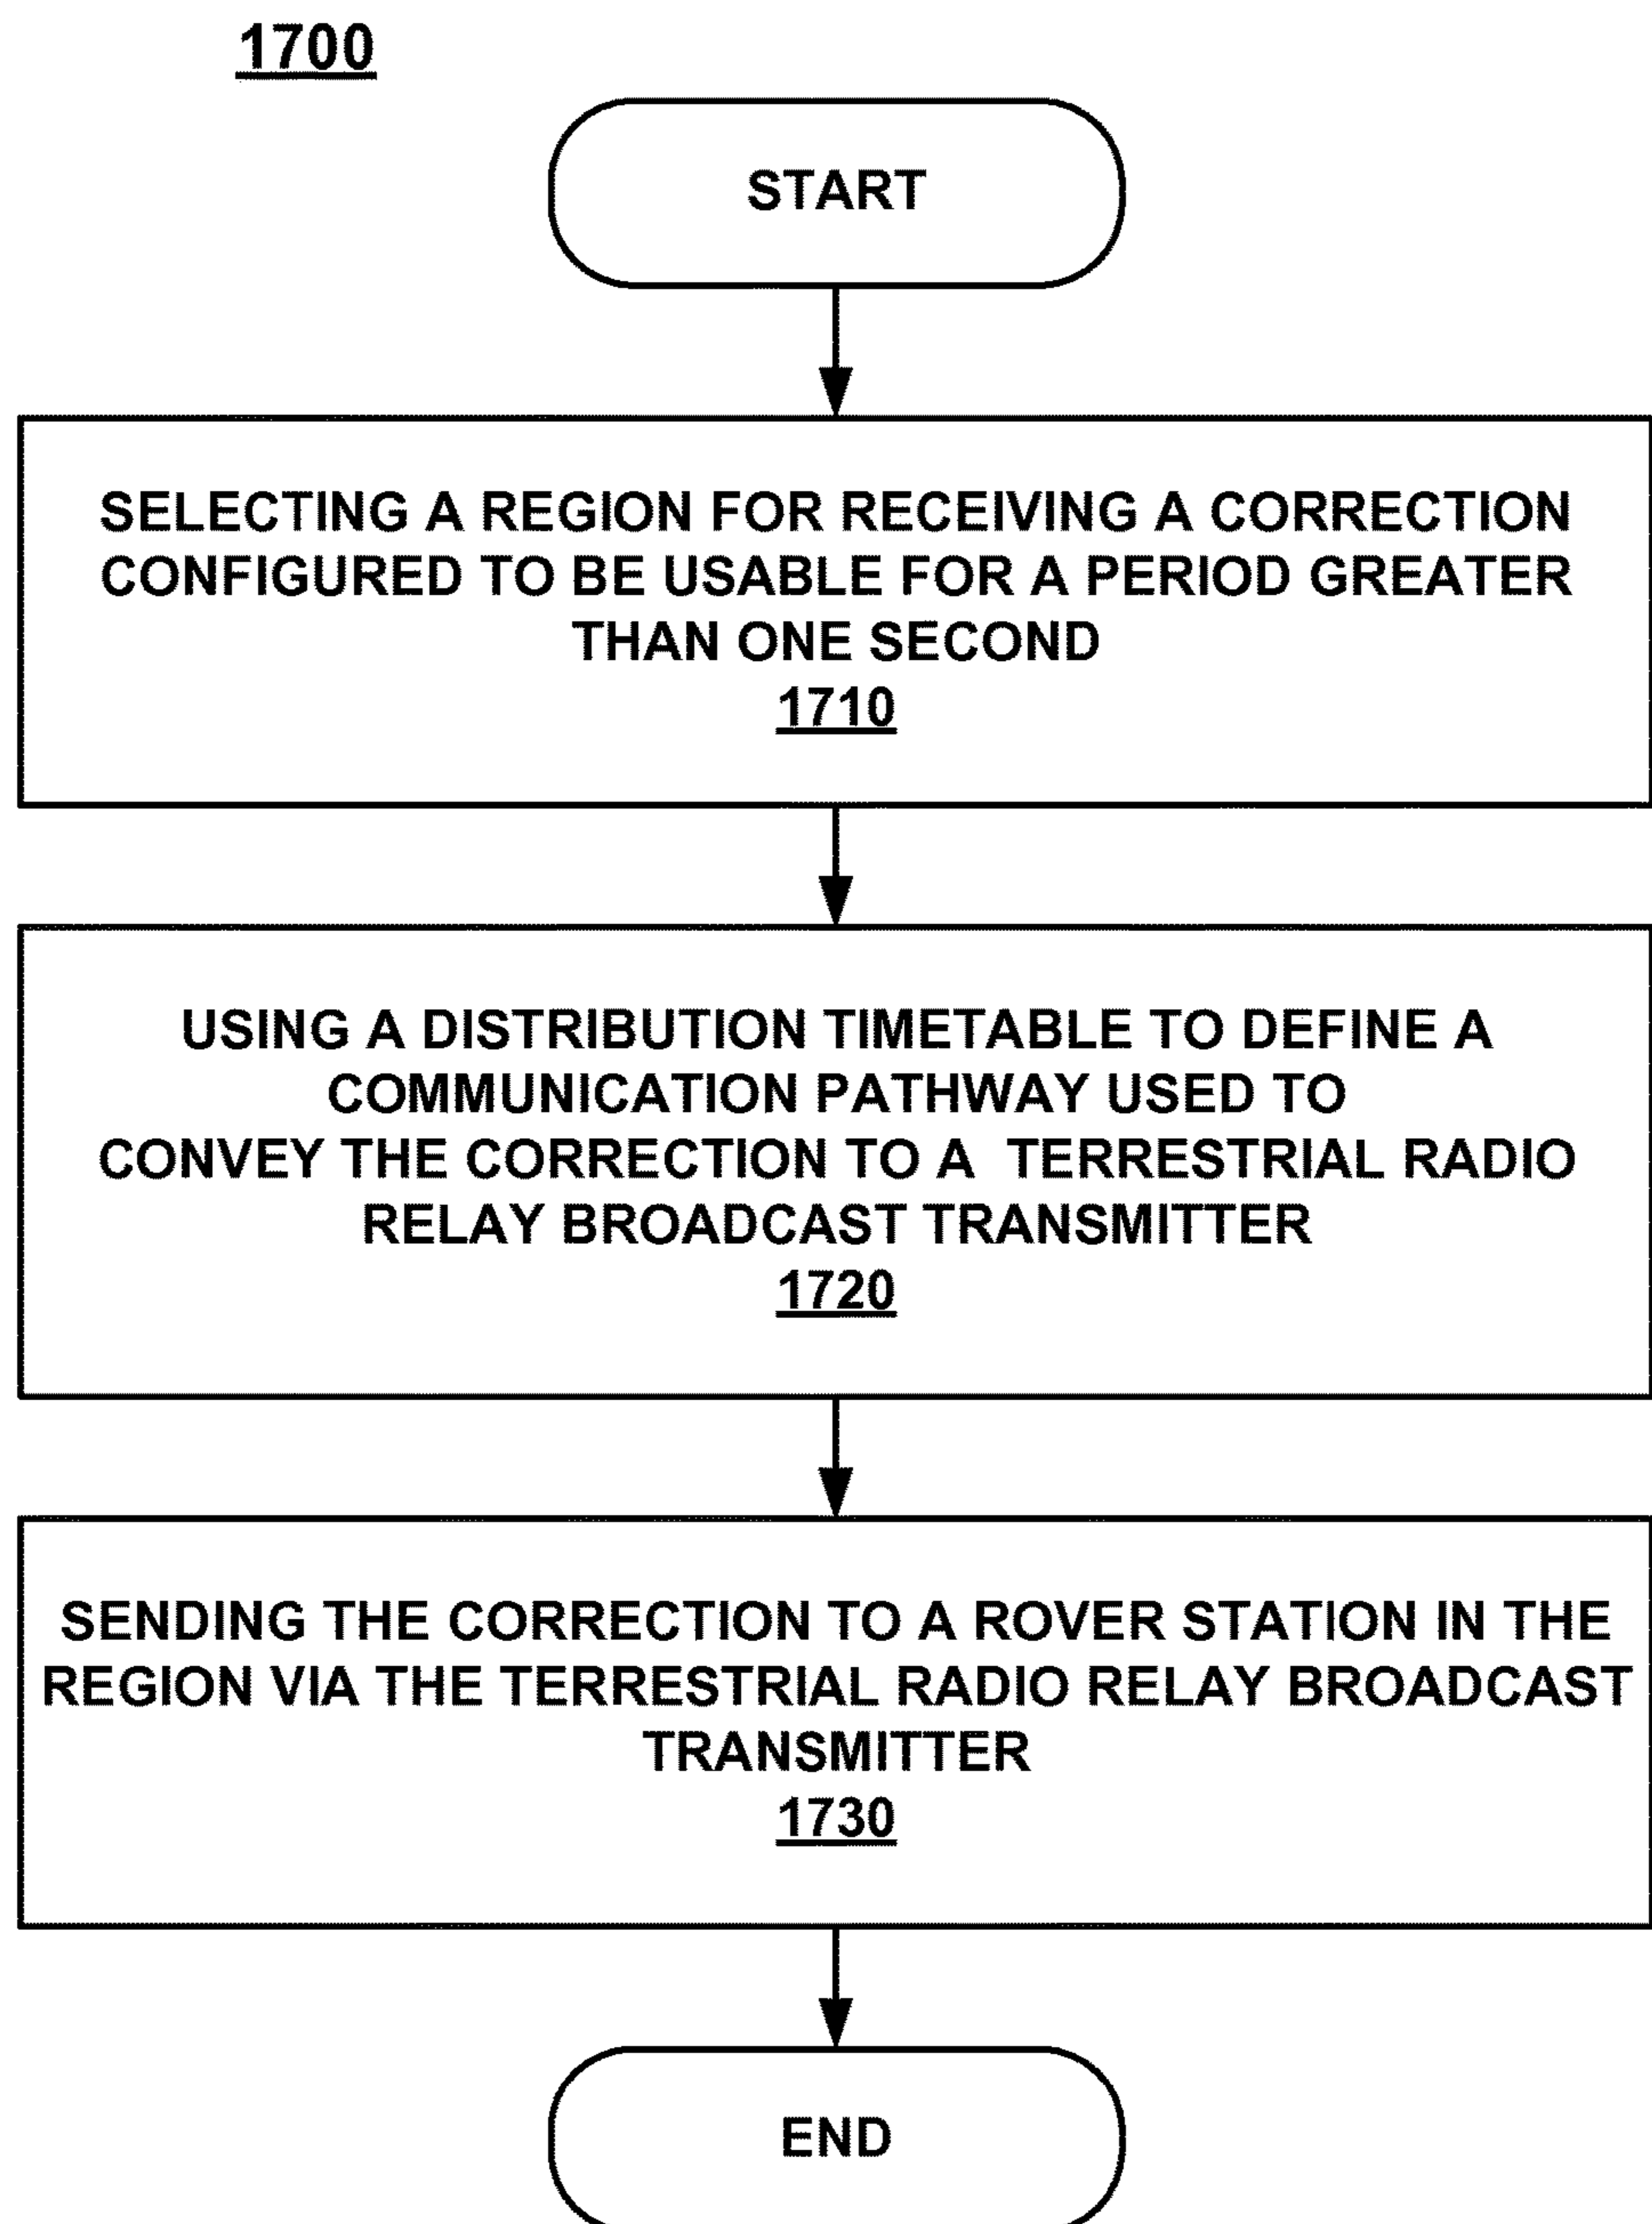 1700
START
SELECTING A REGION FOR RECEIVING A CORRECTION
CONFIGURED TO BE USABLE FOR A PERIOD GREATER
THAN ONE SECOND
1710
USING A DISTRIBUTION TIMETABLE TO DEFINE A
COMMUNICATION PATHWAY USED TO
CONVEY THE CORRECTION TO A TERRESTRIAL RADIO
RELAY BROADCAST TRANSMITTER
1720
SENDING THE CORRECTION TO A ROVER STATION IN THE
REGION VIA THE TERRESTRIAL RADIO RELAY BROADCAST
TRANSMITTER
1730
END